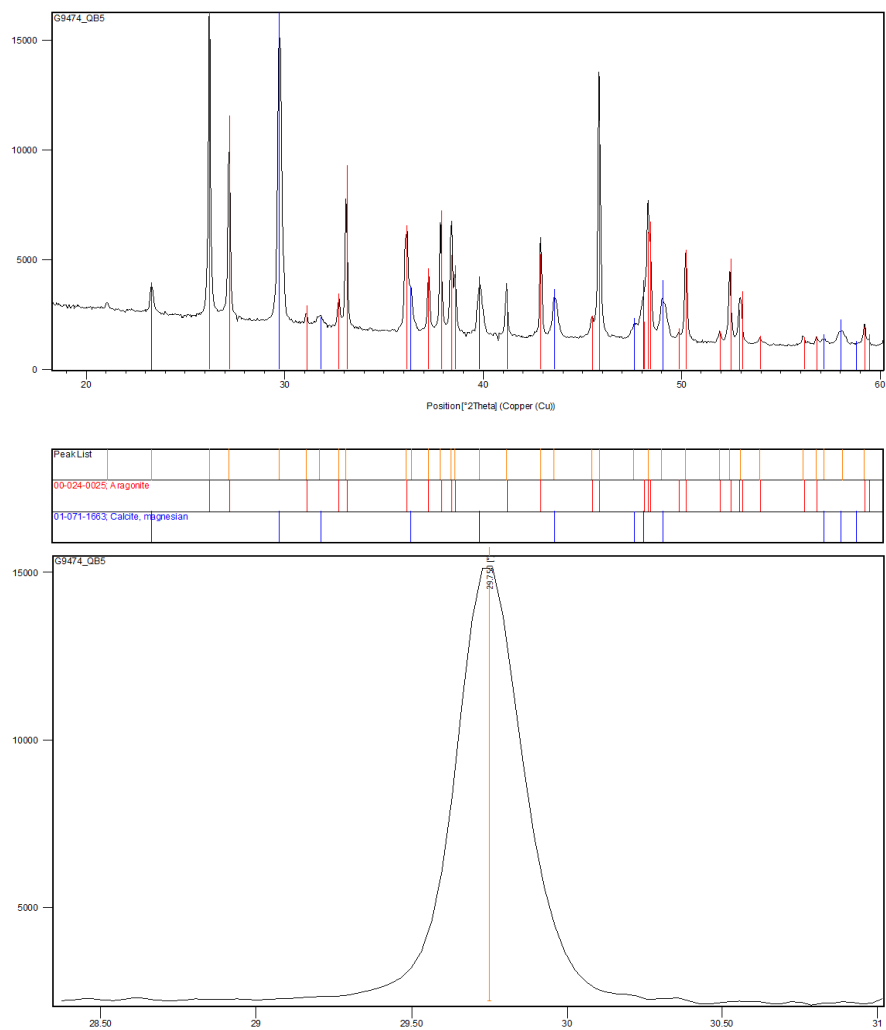 G9474_QB5
15000
10000
5000
0
20 30 40 50 60
Position [°2Theta] (Copper (Cu))
Peak List
00-024-0025; Aragonite
01-071-1663; Calcite, magnesian
G9474_QB5
15000
10000
5000
28.50 29 29.50 30 30.50 31